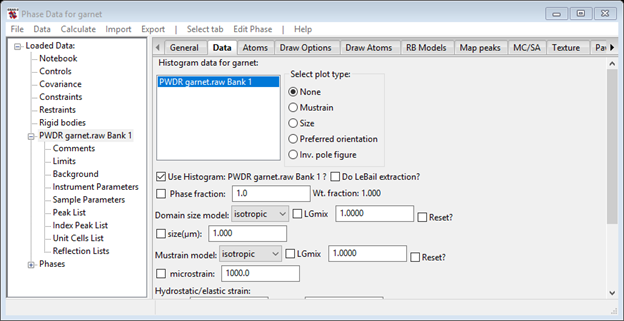 Phase Data for garnet
File Data Calculate Import Export | Select tab Edit Phase | Help
Loaded Data:
Notebook
Controls
Covariance
Constraints
Restraints
Rigid bodies
PWDR garnet.raw Bank 1
Comments
Limits
Background
Instrument Parameters
Sample Parameters
Peak List
Index Peak List
Unit Cells List
Reflection Lists
Phases
General Data Atoms Draw Options Draw Atoms RB Models Map peaks MC/SA Texture
Histogram data for garnet:
PWDR garnet.raw Bank 1
Select plot type:
None
Mustrain
Size
Preferred orientation
Inv. pole figure
Use Histogram: PWDR garnet.raw Bank 1 ? Do LeBail extraction?
Phase fraction: 1.0 Wt. fraction: 1.000
Domain size model: isotropic LGmix 1.0000 Reset?
size(μm): 1.000
Mustrain model: isotropic LGmix 1.0000 Reset?
microstrain: 1000.0
Hydrostatic/elastic strain: